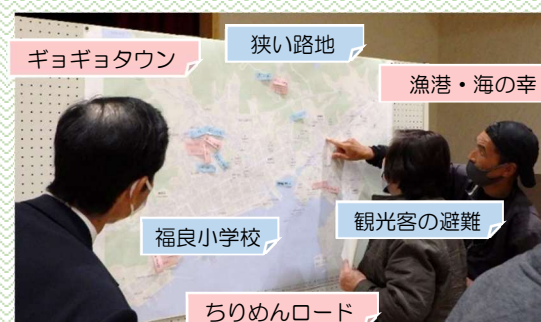 狭い路地
ギョギョタウン
漁港・海の幸
福良小学校
観光客の避難
ちりめんロード